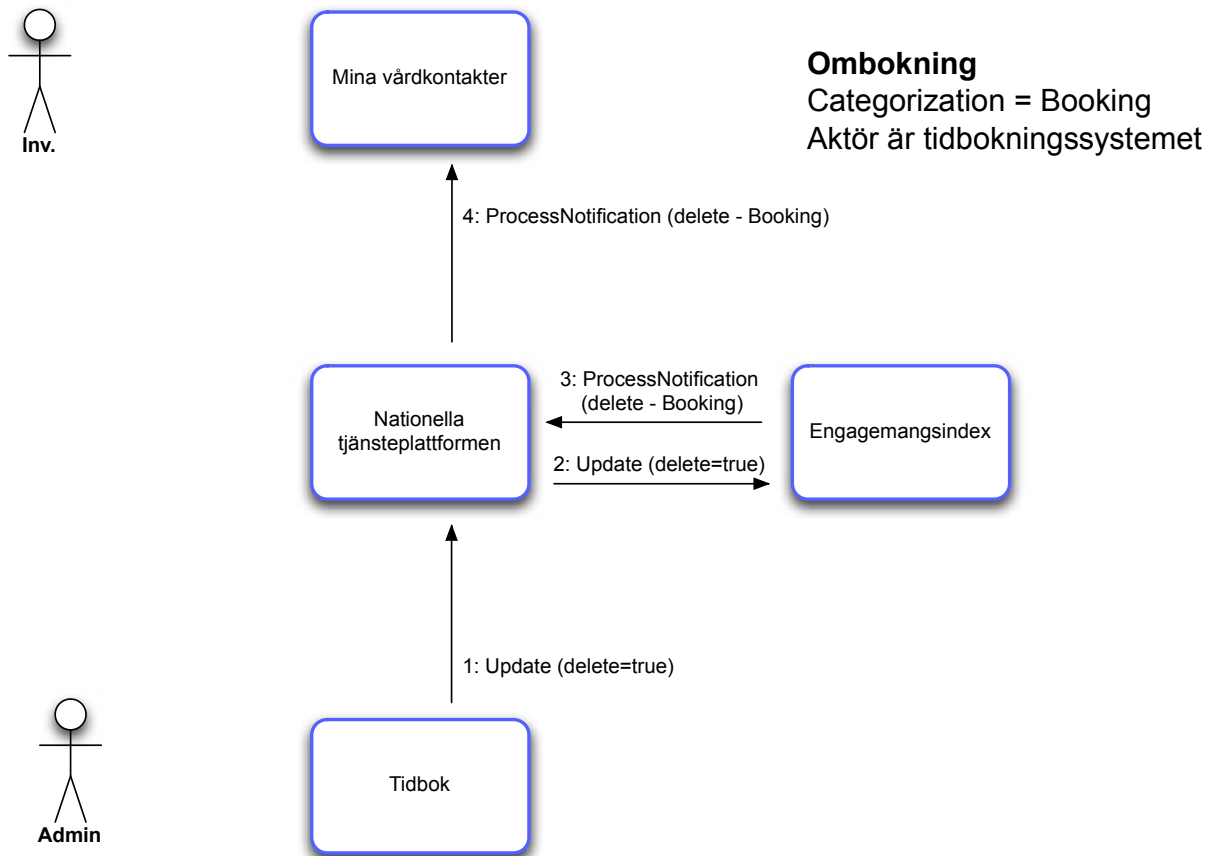 Mina vårdkontakter
Ombokning
Categorization = Booking
Aktör är tidbokningssystemet
Inv.
4: ProcessNotification (delete - Booking)
3: ProcessNotification
(delete - Booking)
Nationella
tjänsteplattformen
Engagemangsindex
2: Update (delete=true)
1: Update (delete=true)
Tidbok
Admin